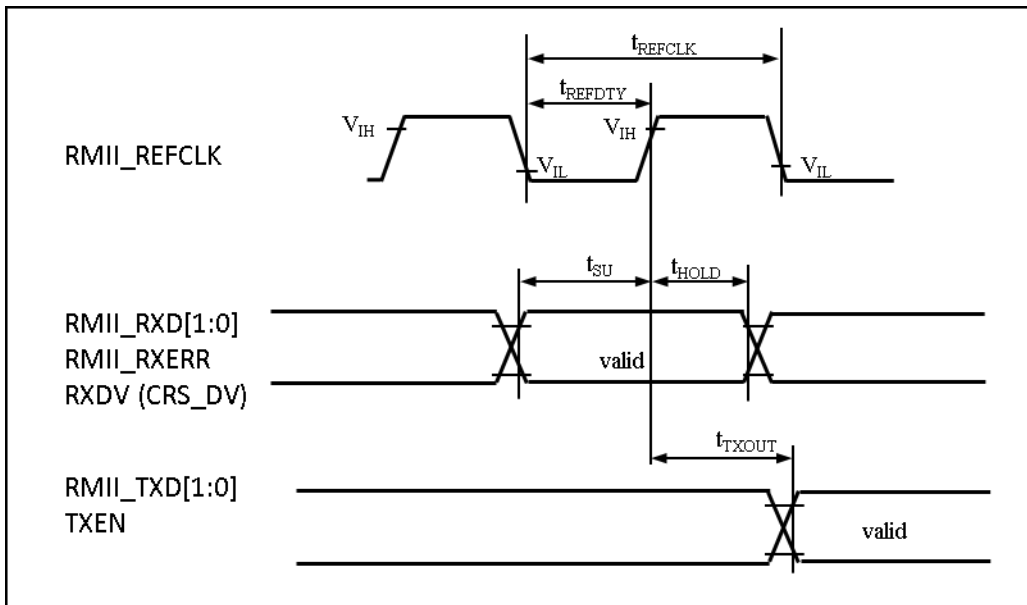 t_REFCLK
t_REFDTY
V_IH
V_IH
RMII_REFCLK
V_IL
V_IL
t_SU
t_HOLD
RMII_RXD[1:0]
RMII_RXERR
valid
RXDV (CRS_DV)
t_TXOUT
RMII_TXD[1:0]
TXEN
valid